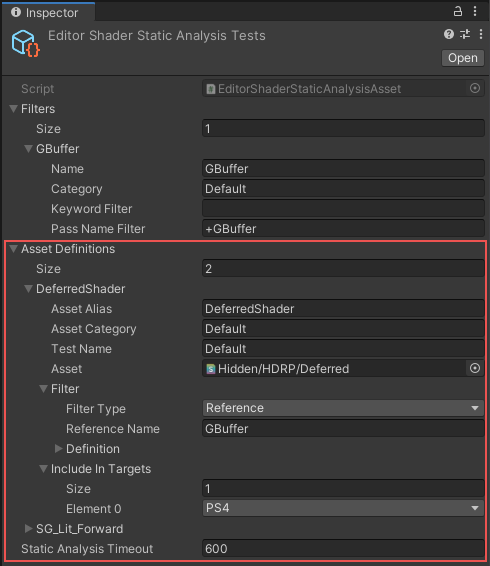 Inspector
Editor Shader Static Analysis Tests
Open
Script EditorShaderStaticAnalysisAsset
Filters
Size 1
GBuffer
Name GBuffer
Category Default
Keyword Filter
Pass Name Filter +GBuffer
Asset Definitions
Size 2
DeferredShader
Asset Alias DeferredShader
Asset Category Default
Test Name Default
Asset Hidden/HDRP/Deferred
Filter
Filter Type Reference
Reference Name GBuffer
Definition
Include In Targets
Size 1
Element 0 PS4
SG_Lit_Forward
Static Analysis Timeout 600